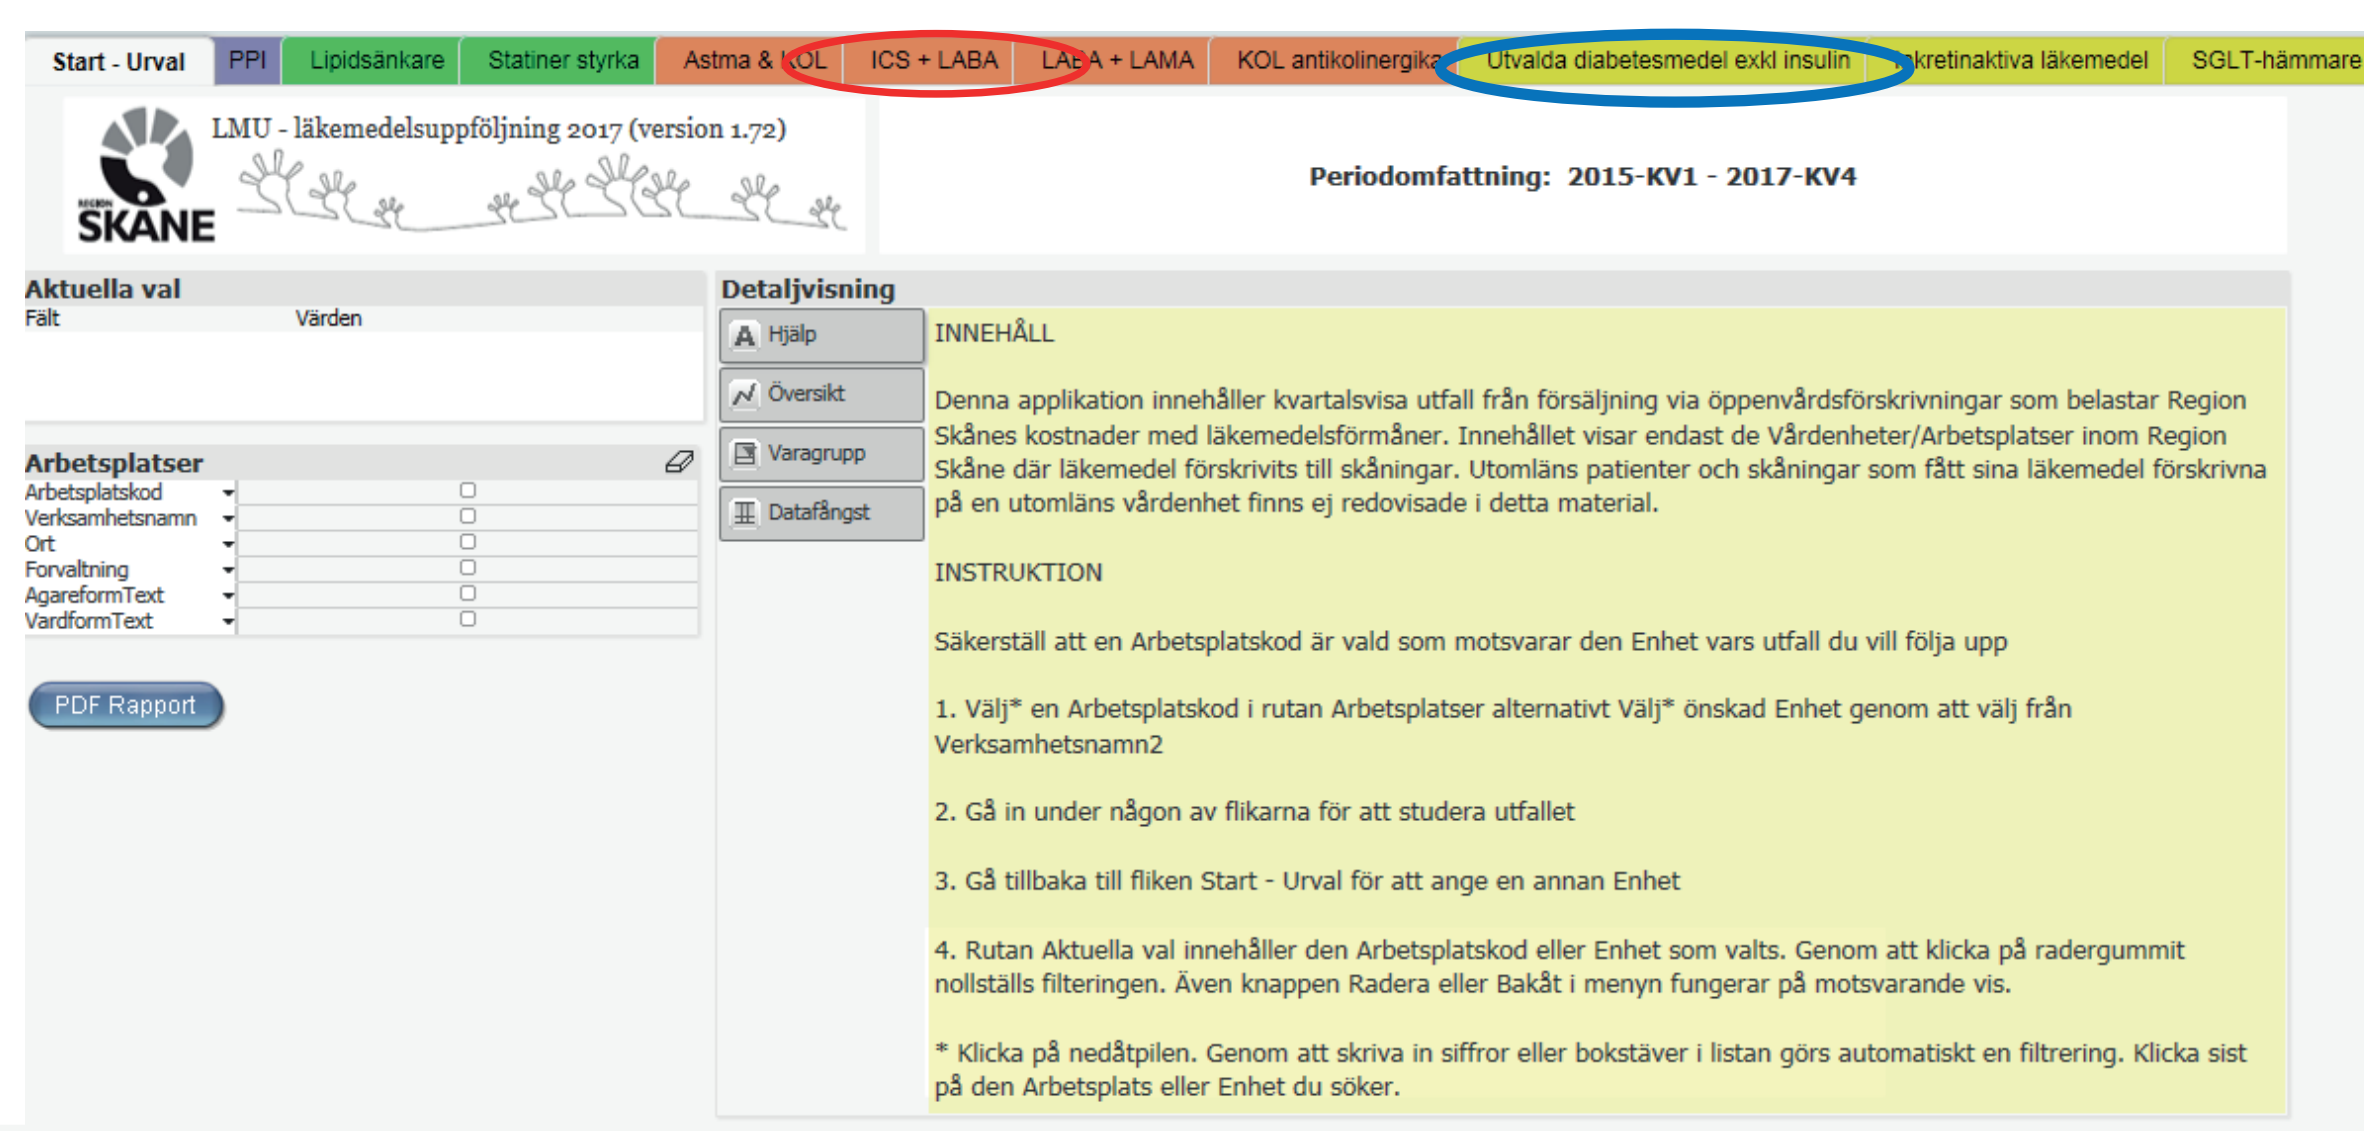 Start - Urval
PPI
Lipidsänkare
Statiner styrka
Astma & KOL
ICS + LABA
LABA + LAMA
KOL antikolinergika
Utvalda diabetesmedel exkl insulin
Inkretinaktiva läkemedel
SGLT-hämmare
REGION
SKÅNE
LMU - läkemedelsuppföljning 2017 (version 1.72)
Periodomfattning: 2015-KV1 - 2017-KV4
Aktuella val
Fält Värden
Arbetsplatser
Arbetsplatskod
Verksamhetsnamn
Ort
Forvaltning
AgareformText
VardformText
PDF Rapport
Detaljvisning
Hjälp
Översikt
Varagrupp
Datafångst
INNEHÅLL
Denna applikation innehåller kvartalsvisa utfall från försäljning via öppenvårdsförskrivningar som belastar Region
Skånes kostnader med läkemedelsförmåner. Innehållet visar endast de Vårdenheter/Arbetsplatser inom Region
Skåne där läkemedel förskrivits till skåningar. Utomläns patienter och skåningar som fått sina läkemedel förskrivna
på en utomläns vårdenhet finns ej redovisade i detta material.
INSTRUKTION
Säkerställ att en Arbetsplatskod är vald som motsvarar den Enhet vars utfall du vill följa upp
1. Välj* en Arbetsplatskod i rutan Arbetsplatser alternativt Välj* önskad Enhet genom att välj från
Verksamhetsnamn2
2. Gå in under någon av flikarna för att studera utfallet
3. Gå tillbaka till fliken Start - Urval för att ange en annan Enhet
4. Rutan Aktuella val innehåller den Arbetsplatskod eller Enhet som valts. Genom att klicka på radergummit
nollställs filteringen. Även knappen Radera eller Bakåt i menyn fungerar på motsvarande vis.
* Klicka på nedåtpilen. Genom att skriva in siffror eller bokstäver i listan görs automatiskt en filtrering. Klicka sist
på den Arbetsplats eller Enhet du söker.